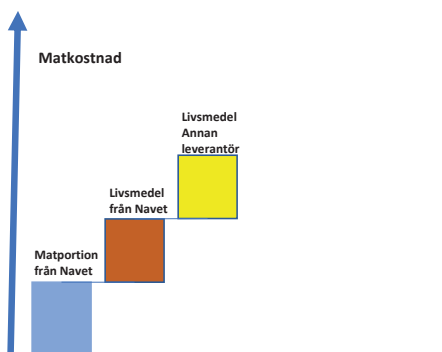 Matkostnad
Livsmedel
Annan
leverantör
Livsmedel
från Navet
Matportion
från Navet